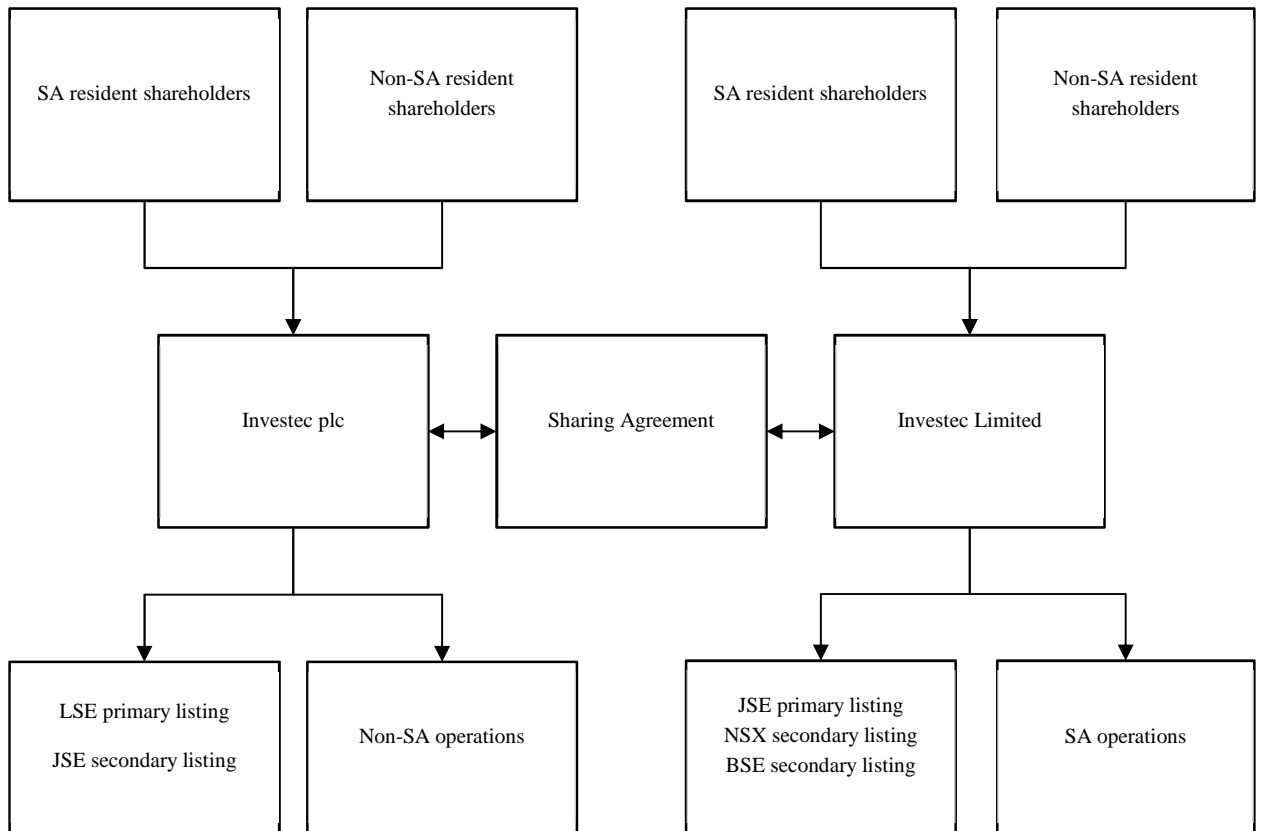 SA resident shareholders
Non-SA resident
shareholders
SA resident shareholders
Non-SA resident
shareholders
Investec plc
Sharing Agreement
Investec Limited
LSE primary listing
JSE secondary listing
Non-SA operations
JSE primary listing
NSX secondary listing
BSE secondary listing
SA operations